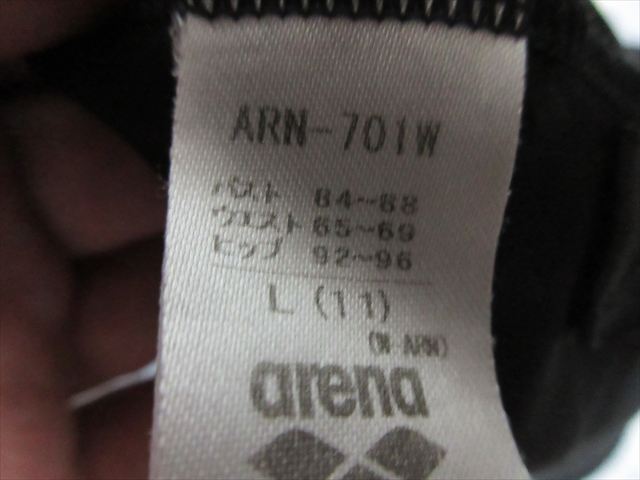 ARN-701W
バスト 84~88
ウエスト 65~69
ヒップ 92~96
L (11)
(W-ARN)
arena